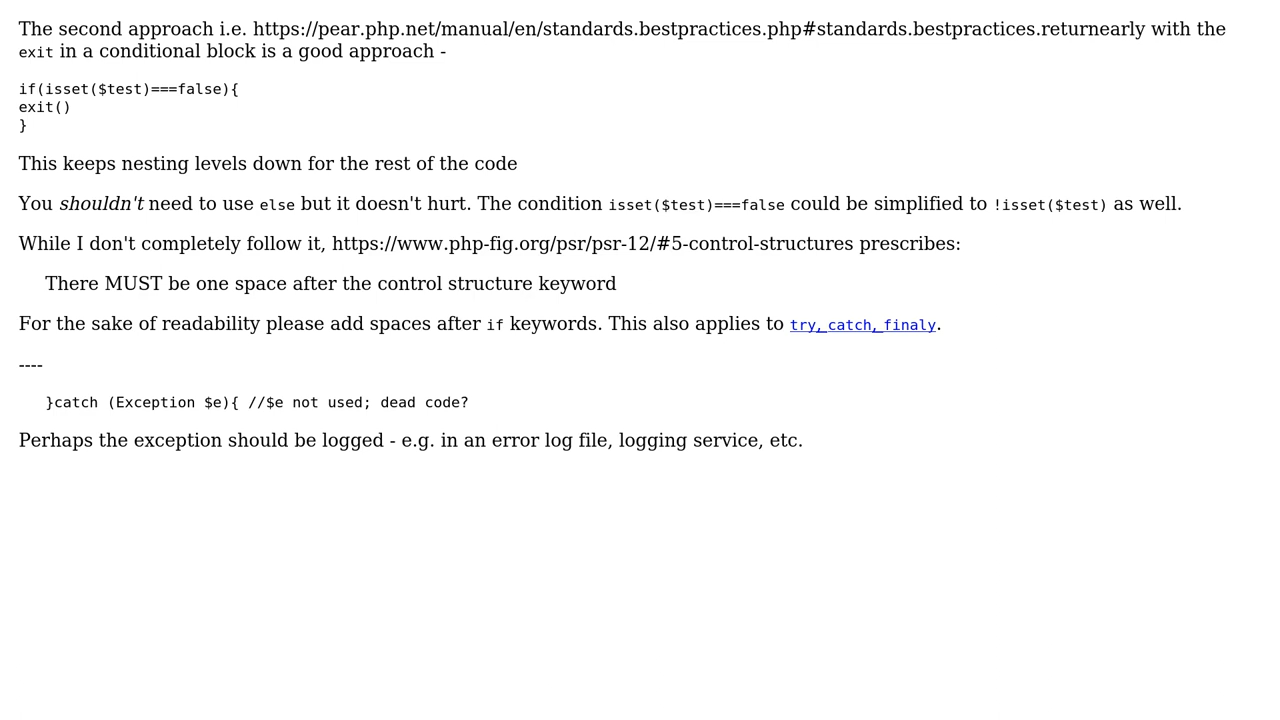 The second approach i.e. https://pear.php.net/manual/en/standards.bestpractices.php#standards.bestpractices.returnearly with the
exit in a conditional block is a good approach -
if(isset($test)===false){
exit()
}
This keeps nesting levels down for the rest of the code
You shouldn't need to use else but it doesn't hurt. The condition isset($test)===false could be simplified to !isset($test) as well.
While I don't completely follow it, https://www.php-fig.org/psr/psr-12/#5-control-structures prescribes:
There MUST be one space after the control structure keyword
For the sake of readability please add spaces after if keywords. This also applies to try, catch, finaly.
----
}catch (Exception $e){ //$e not used; dead code?
Perhaps the exception should be logged - e.g. in an error log file, logging service, etc.